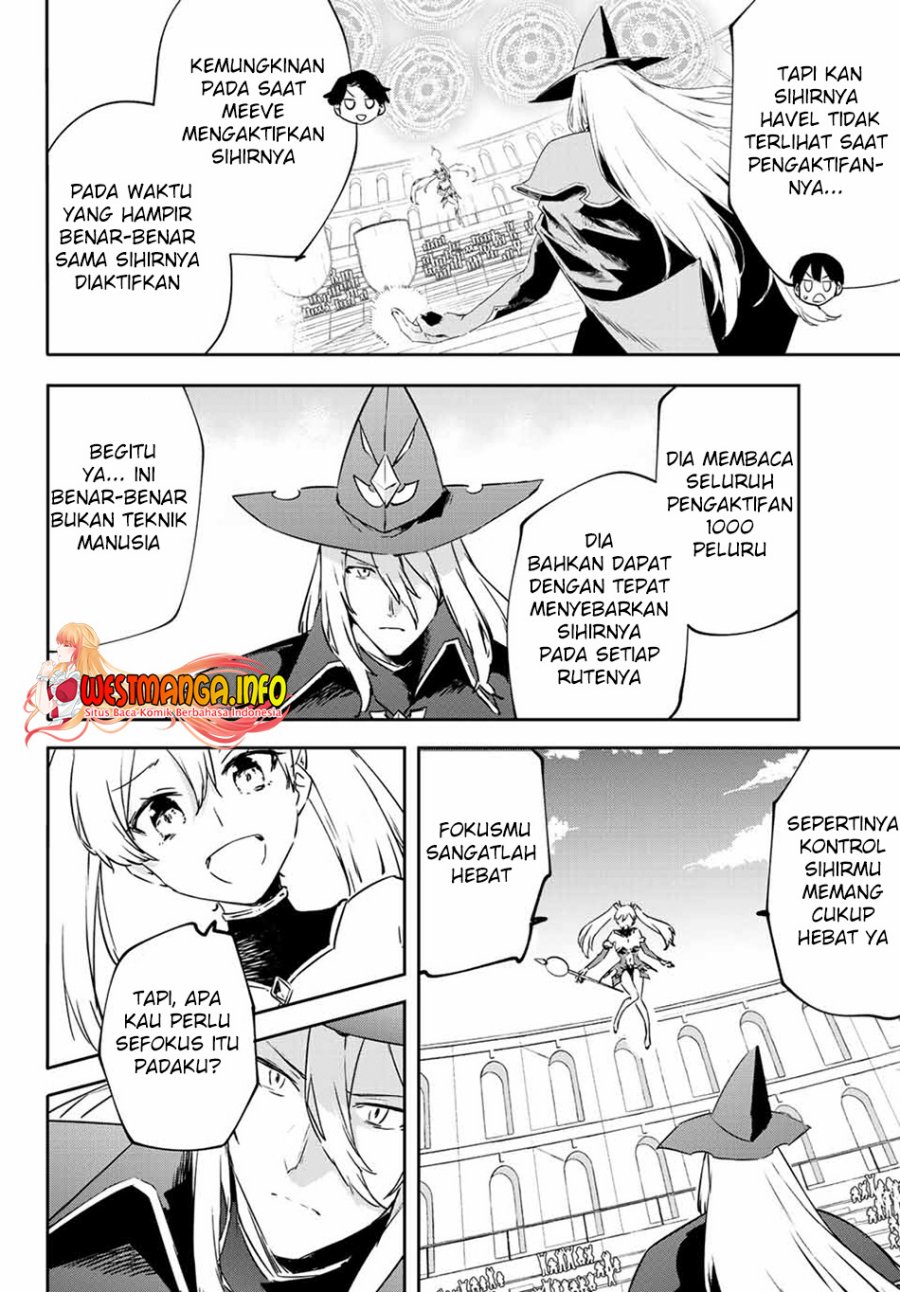 TAPI KAN
SIHIRNYA
HAVEL TIDAK
TERLIHAT SAAT
PENGAKTIFAN-
NYA...
KEMUNGKINAN
PADA SAAT
MEEVE
MENGAKTIFKAN
SIHIRNYA
PADA WAKTU
YANG HAMPIR
BENAR-BENAR
SAMA SIHIRNYA
DIAKTIFKAN
DIA MEMBACA
SELURUH
PENGAKTIFAN
1000
PELURU
DIA
BAHKAN DAPAT
DENGAN TEPAT
MENYEBARKAN
SIHIRNYA
PADA SETIAP
RUTENYA
BEGITU
YA... INI
BENAR-BENAR
BUKAN TEKNIK
MANUSIA
WESTMANGA.INFO
Situs Baca Komik Berbahasa Indonesia
SEPERTINYA
KONTROL
SIHIRMU
MEMANG
CUKUP
HEBAT YA
FOKUSMU
SANGATLAH
HEBAT
TAPI, APA
KAU PERLU
SEFOKUS ITU
PADAKU?